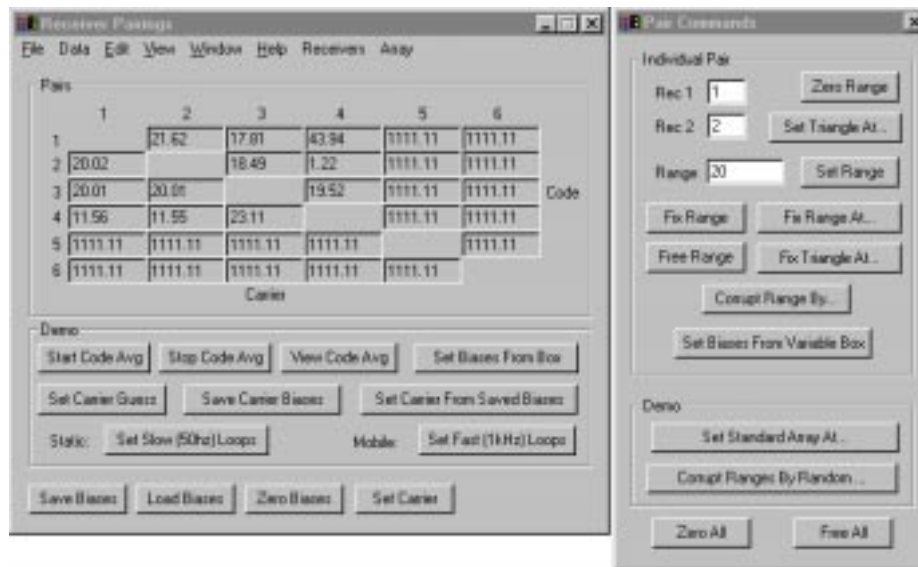 Receiver Pairings
File Data Edit View Window Help Receivers Array
Pairs
1 2 3 4 5 6
1 21.62 17.81 43.94 1111.11 1111.11
2 20.02 18.49 1.22 1111.11 1111.11
3 20.01 20.01 19.52 1111.11 1111.11 Code
4 11.56 11.55 23.11 1111.11 1111.11
5 1111.11 1111.11 1111.11 1111.11 1111.11
6 1111.11 1111.11 1111.11 1111.11 1111.11
Carrier
Demo
Start Code Avg Stop Code Avg View Code Avg Set Biases From Box
Set Carrier Guess Save Carrier Biases Set Carrier From Saved Biases
Static: Set Slow (50hz) Loops Mobile: Set Fast (1kHz) Loops
Save Biases Load Biases Zero Biases Set Carrier
Pair Commands
Individual Pair
Rec 1 1 Zero Range
Rec 2 2 Set Triangle At...
Range 20 Set Range
Fix Range Fix Range At...
Free Range Fix Triangle At...
Corrupt Range By...
Set Biases From Variable Box
Demo
Set Standard Array At...
Corrupt Ranges By Random...
Zero All Free All